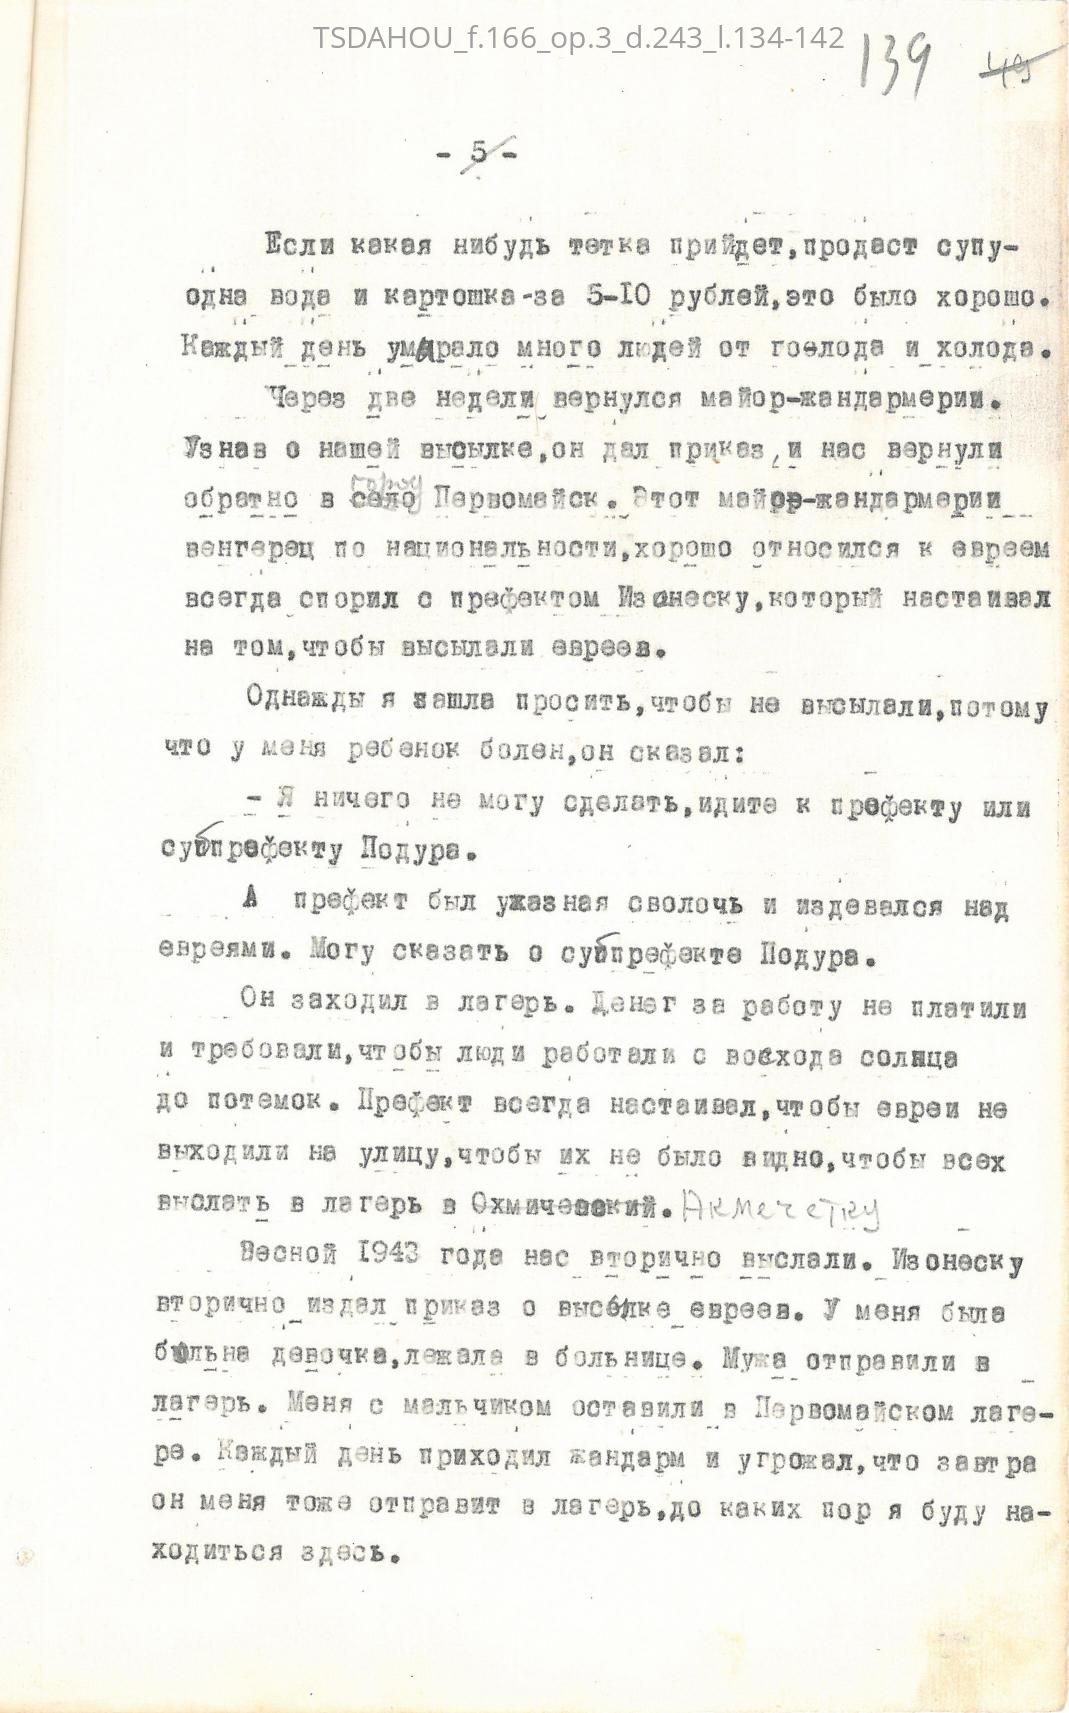 TSDAHOU_f.166_op.3_d.243_l.134-142
139 49
- 5 -
Если какая нибудь тетка прийдет,продаст супу-
одна вода и картошка-за 5-10 рублей,это было хорошо.
Каждый день умирало много людей от гоелода и холода.
Через две недели вернулся майор-жандармерии.
Узнав о нашей высылке,он дал приказ,и нас вернули
город
обратно в село Первомайск. Этот майор-жандармерии
венгерец по национальности,хорошо относился к евреем
всегда спорил с префектом Изонеску,который настаивал
на том,чтобы высылали евреев.
Однажды я зашла просить,чтобы не высылали,потому
что у меня ребенок болен,он сказал:
- Я ничего не могу сделать,идите к префекту или
субпрефекту Подура.
А префект был ужазная сволочь и издевался над
евреями. Могу сказать о субпрефекте Подура.
Он заходил в лагерь. Денег за работу не платили
и требовали,чтобы люди работали с восхода солнца
до потемок. Префект всегда настаивал,чтобы евреи не
выходили на улицу,чтобы их не было видно,чтобы всех
выслать в лагерь в Охмичевский. Акмечетку
Весной 1943 года нас вторично выслали. Изонеску
вторично издал приказ о высылке евреев. У меня была
больна девочка,лежала в больнице. Мужа отправили в
лагерь. Меня с мальчиком оставили в Первомайском лаге-
ре. Каждый день приходил жандарм и угрожал,что завтра
он меня тоже отправит в лагерь,до каких пор я буду на-
ходиться здесь.